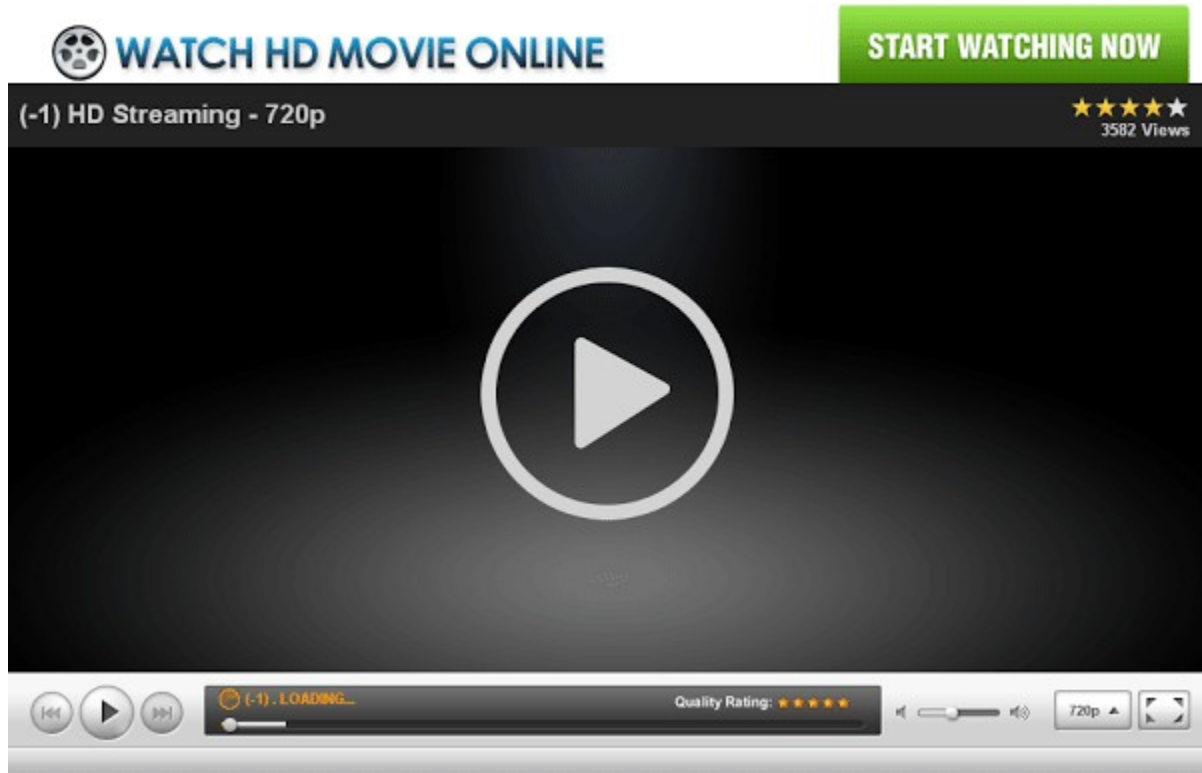 WATCH HD MOVIE ONLINE
START WATCHING NOW
(-1) HD Streaming - 720p
3582 Views
(-1) . LOADING...
Quality Rating:
720p